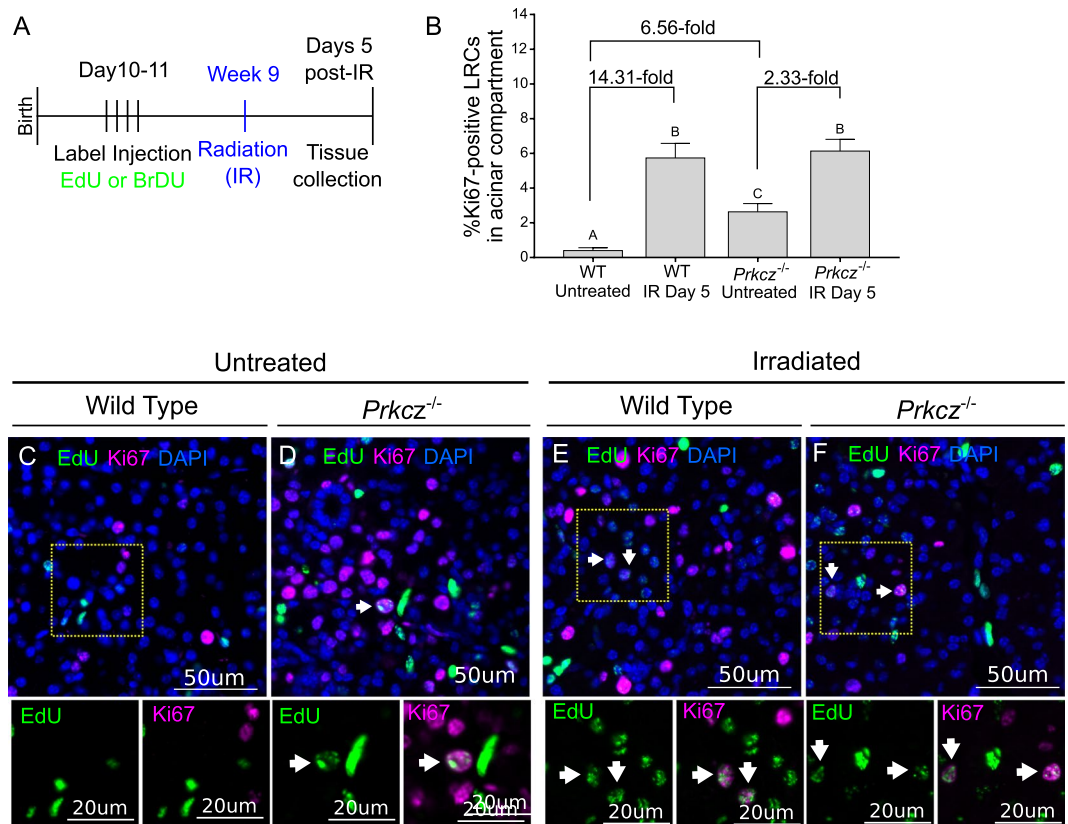 A
Birth
Day10-11
Week 9
Days 5
post-IR
Label Injection
EdU or BrDU
Radiation
(IR)
Tissue
collection
B
%Ki67-positive LRCs
in acinar compartment
14
12
10
8
6
4
2
0
6.56-fold
14.31-fold
2.33-fold
A
B
C
B
WT
Untreated
WT
IR Day 5
Prkcz-/-
Untreated
Prkcz-/-
IR Day 5
Untreated
Irradiated
Wild Type
Prkcz-/-
Wild Type
Prkcz-/-
C EdU Ki67 DAPI
50um
D EdU Ki67 DAPI
50um
E EdU Ki67 DAPI
50um
F EdU Ki67 DAPI
50um
EdU
20um
Ki67
20um
EdU
20um
Ki67
20um
20um
EdU
20um
Ki67
20um
EdU
20um
Ki67
20um